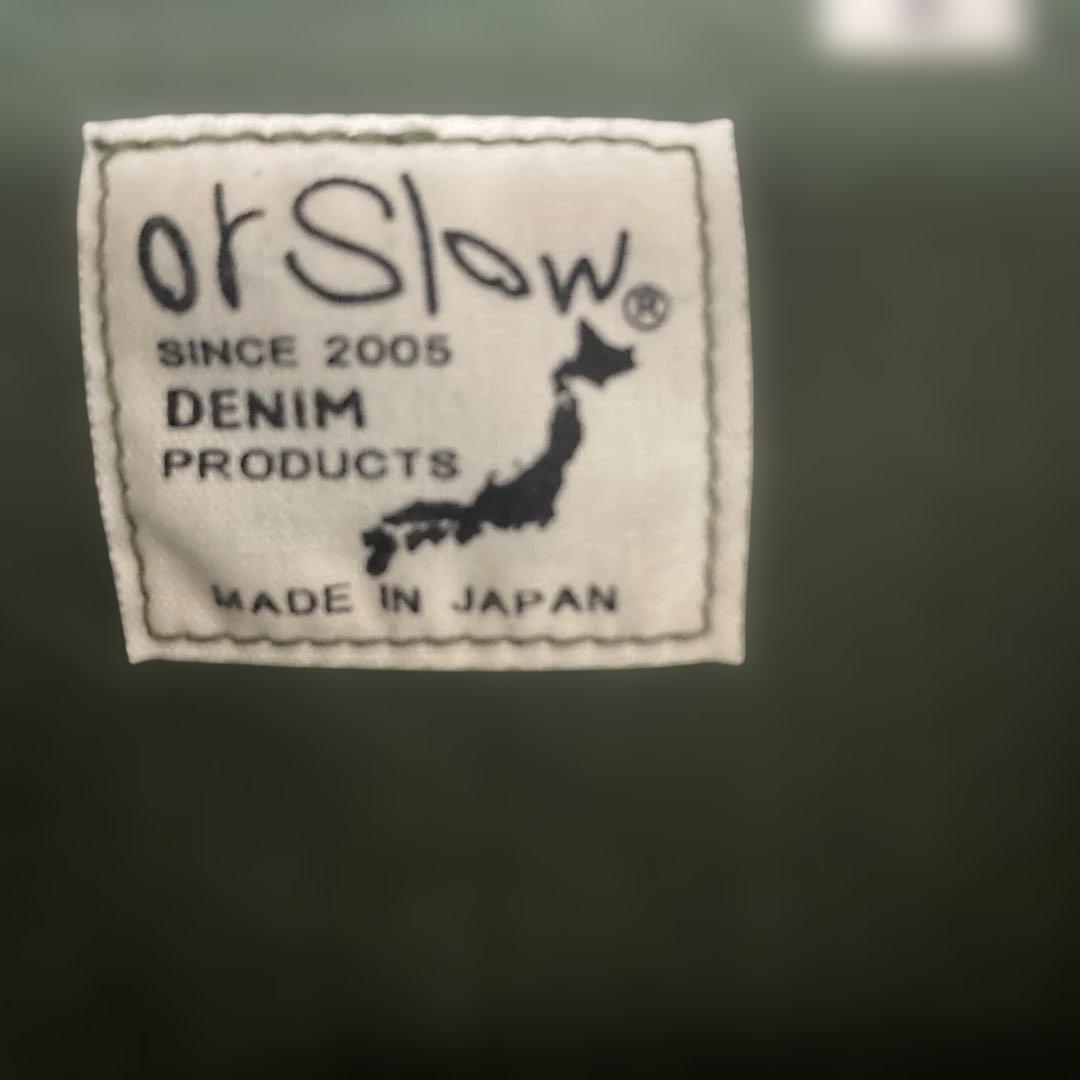 orSlow®
SINCE 2005
DENIM
PRODUCTS
MADE IN JAPAN